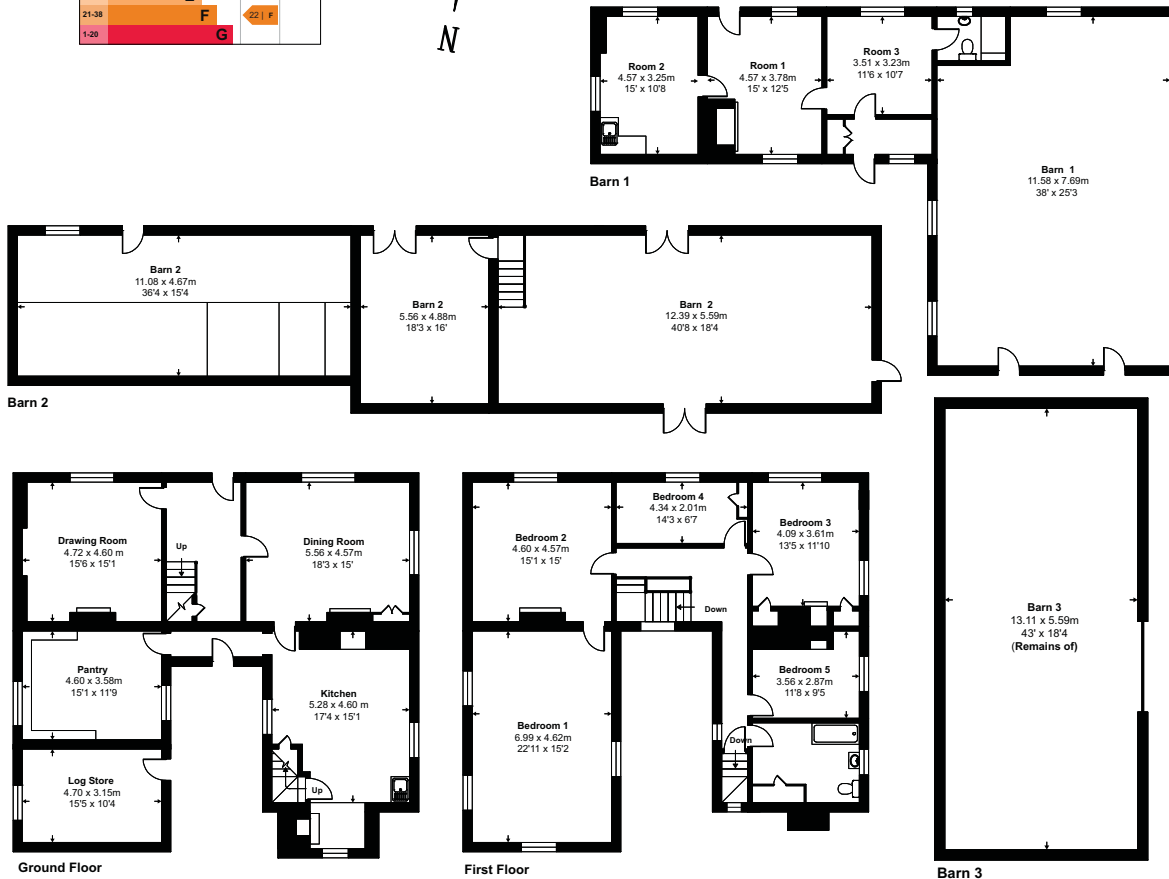 21-38
F
22 | F
1-20
G
N
Room 2
4.57 x 3.25m
15' x 10'8
Room 1
4.57 x 3.78m
15' x 12'5
Room 3
3.51 x 3.23m
11'6 x 10'7
Barn 1
11.58 x 7.69m
38' x 25'3
Barn 1
Barn 2
11.08 x 4.67m
36'4 x 15'4
Barn 2
5.56 x 4.88m
18'3 x 16'
Barn 2
12.39 x 5.59m
40'8 x 18'4
Barn 2
Drawing Room
4.72 x 4.60 m
15'6 x 15'1
Up
Dining Room
5.56 x 4.57m
18'3 x 15'
Pantry
4.60 x 3.58m
15'1 x 11'9
Kitchen
5.28 x 4.60 m
17'4 x 15'1
Log Store
4.70 x 3.15m
15'5 x 10'4
Up
Ground Floor
Bedroom 2
4.60 x 4.57m
15'1 x 15'
Bedroom 4
4.34 x 2.01m
14'3 x 6'7
Bedroom 3
4.09 x 3.61m
13'5 x 11'10
Down
Bedroom 1
6.99 x 4.62m
22'11 x 15'2
Bedroom 5
3.56 x 2.87m
11'8 x 9'5
Down
First Floor
Barn 3
13.11 x 5.59m
43' x 18'4
(Remains of)
Barn 3